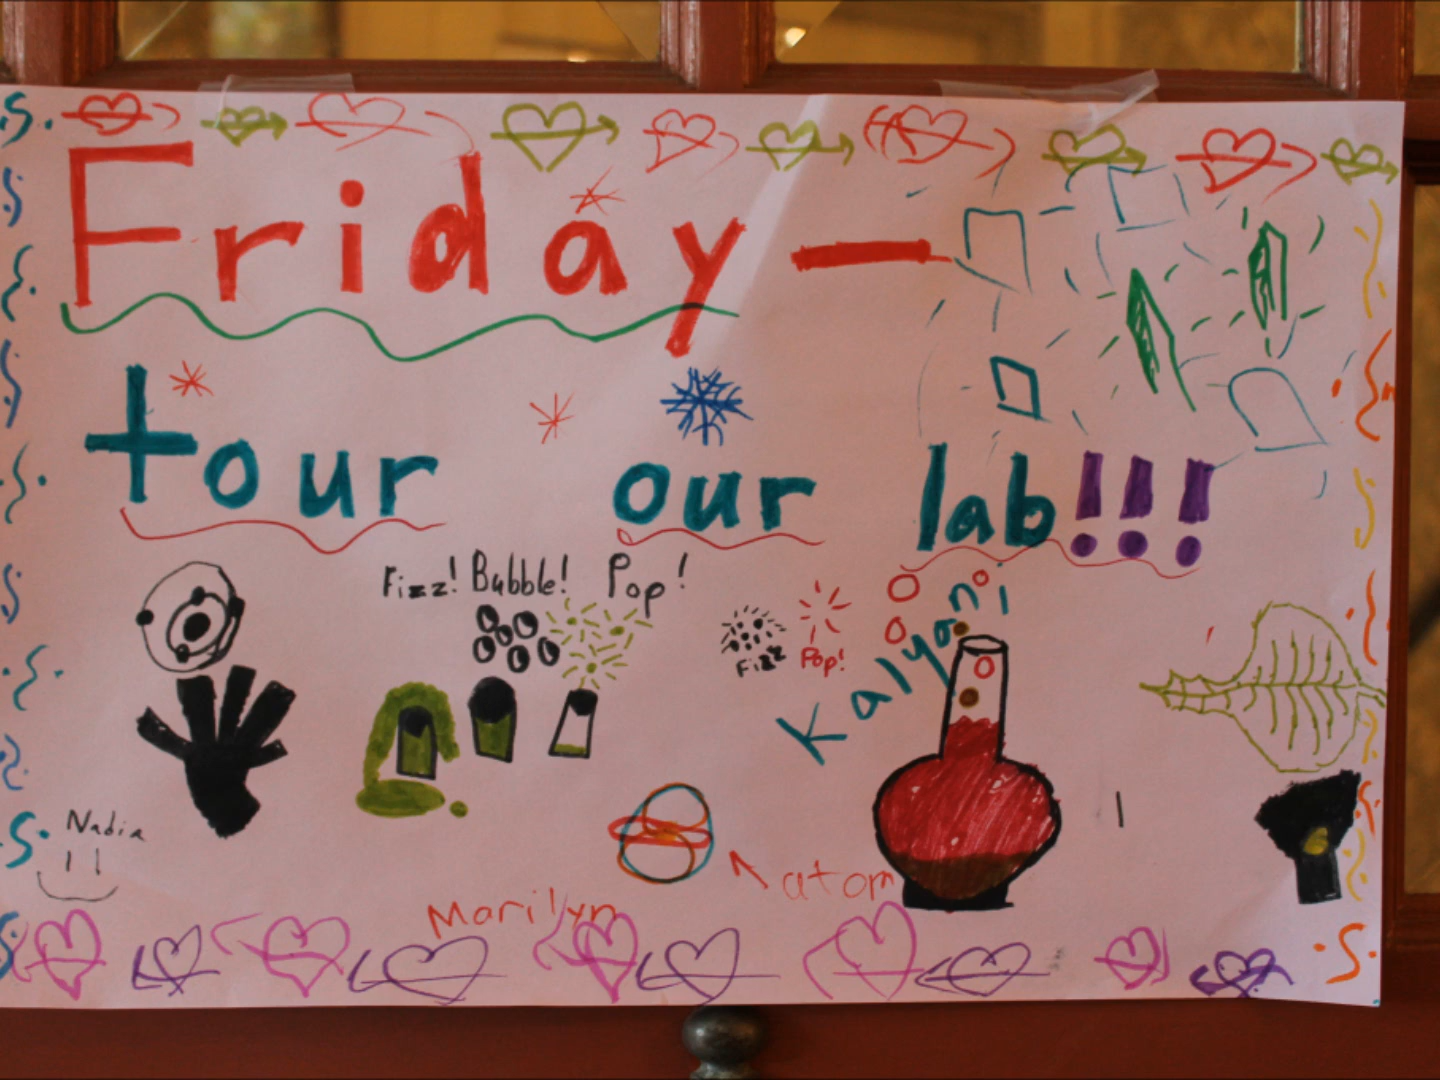 Friday —
tour our lab!!!
Fizz! Bubble! Pop!
Fizz Pop!
Kalyani
Nadia
atom
Marilyn